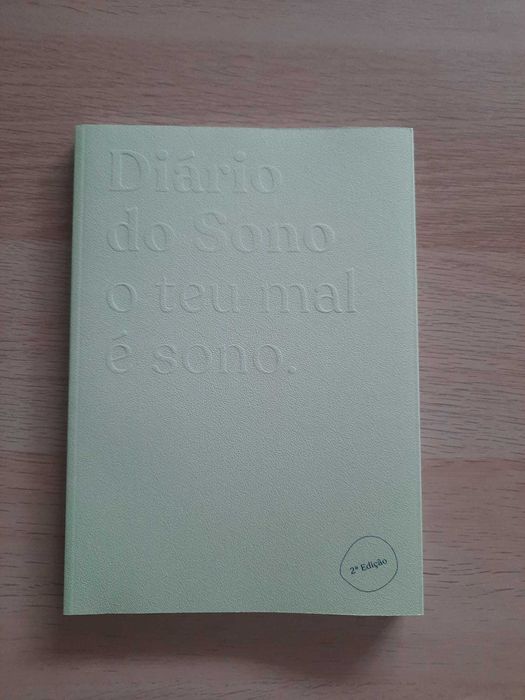 Diário
do Sono
o teu mal
é sono.
2ª Edição